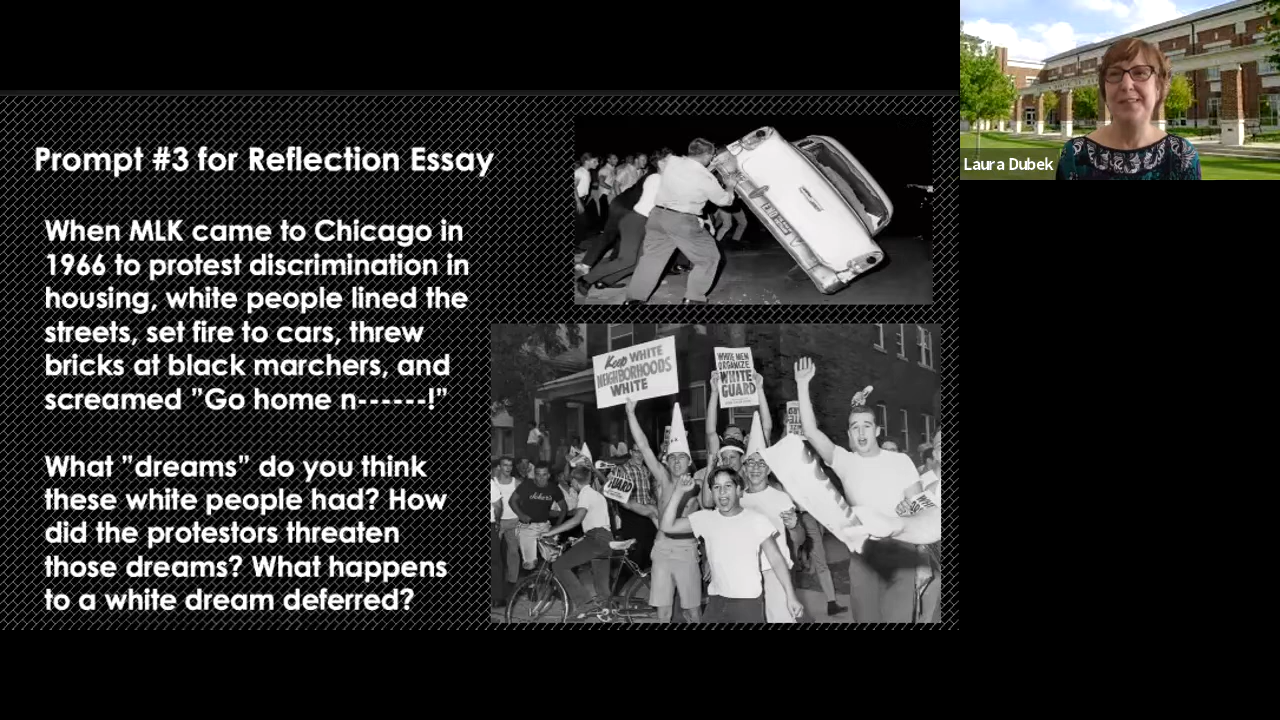 Prompt #3 for Reflection Essay
When MLK came to Chicago in
1966 to protest discrimination in
housing, white people lined the
streets, set fire to cars, threw
bricks at black marchers, and
screamed "Go home n------!"
What "dreams" do you think
these white people had? How
did the protestors threaten
those dreams? What happens
to a white dream deferred?
Keep WHITE
NEIGHBORHOODS
WHITE
WHITE MEN
ORGANIZE
WHITE
GUARD
GUARD
Laura Dubek